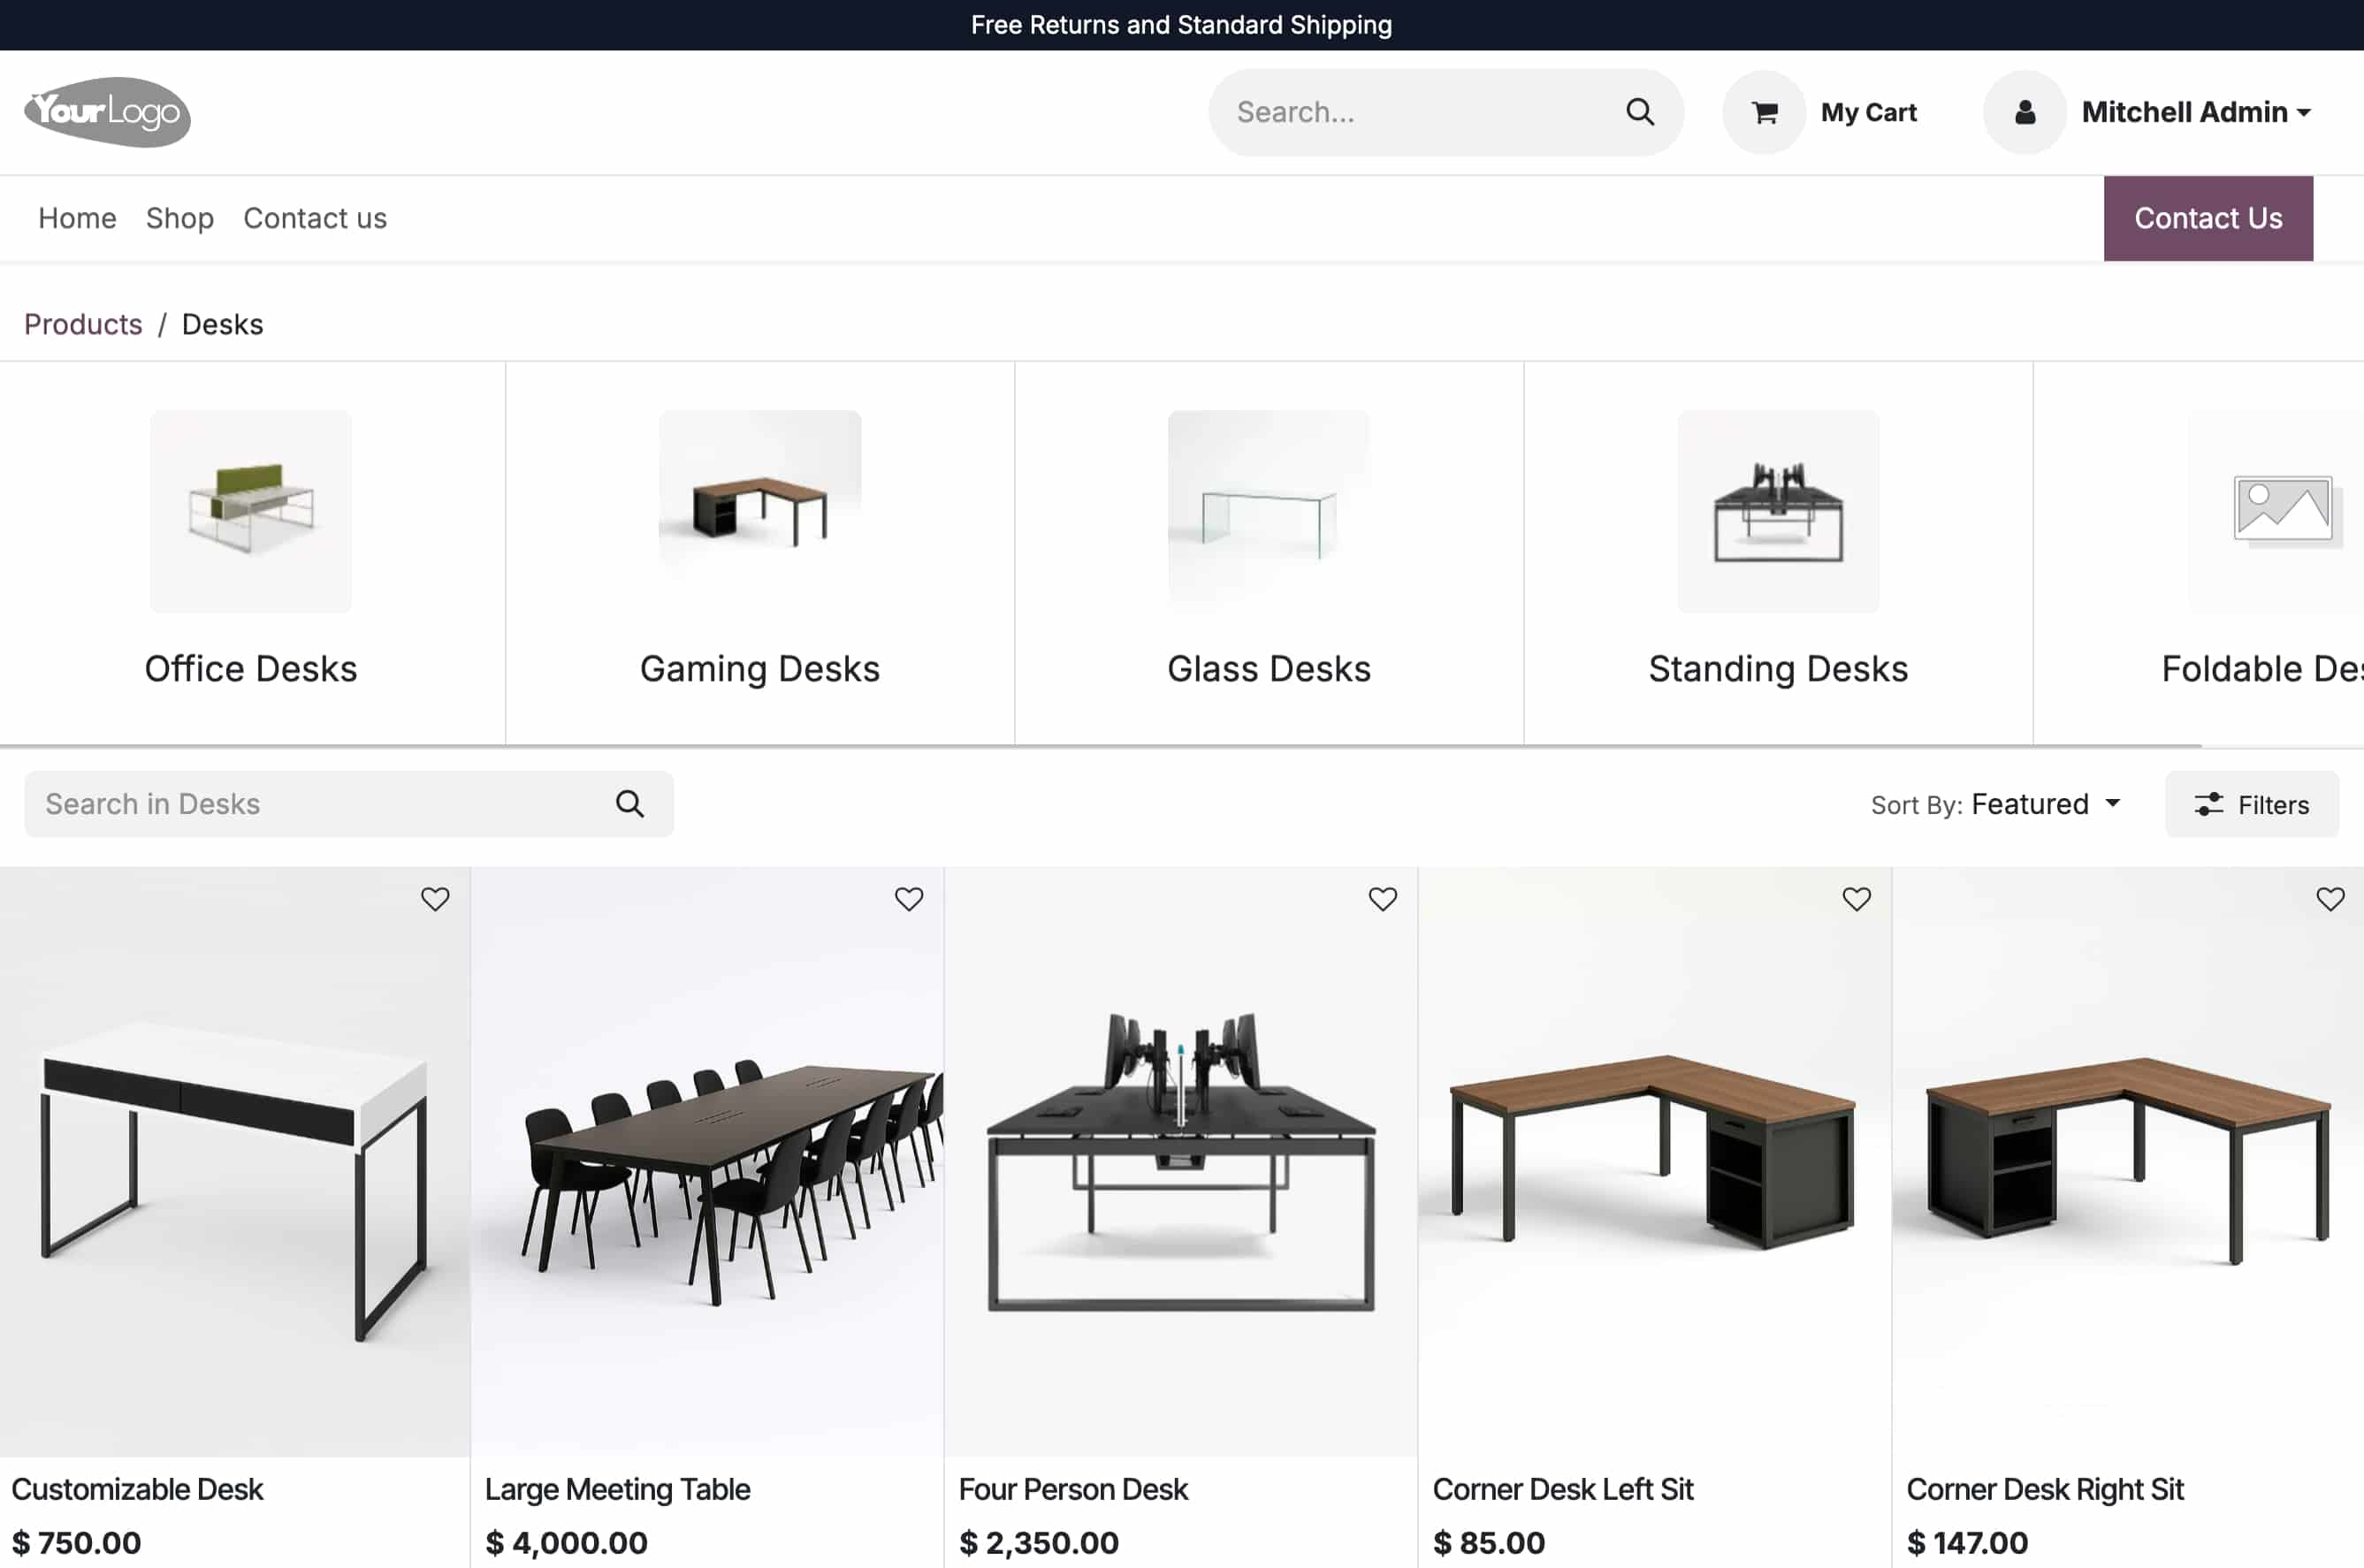 Free Returns and Standard Shipping
YourLogo
Search...
My Cart
Mitchell Admin
Home
Shop
Contact us
Contact Us
Products / Desks
Office Desks
Gaming Desks
Glass Desks
Standing Desks
Foldable
Search in Desks
Sort By: Featured
Filters
Customizable Desk
Large Meeting Table
Four Person Desk
Corner Desk Left Sit
Corner Desk Right Sit
$ 750.00
$ 4,000.00
$ 2,350.00
$ 85.00
$ 147.00